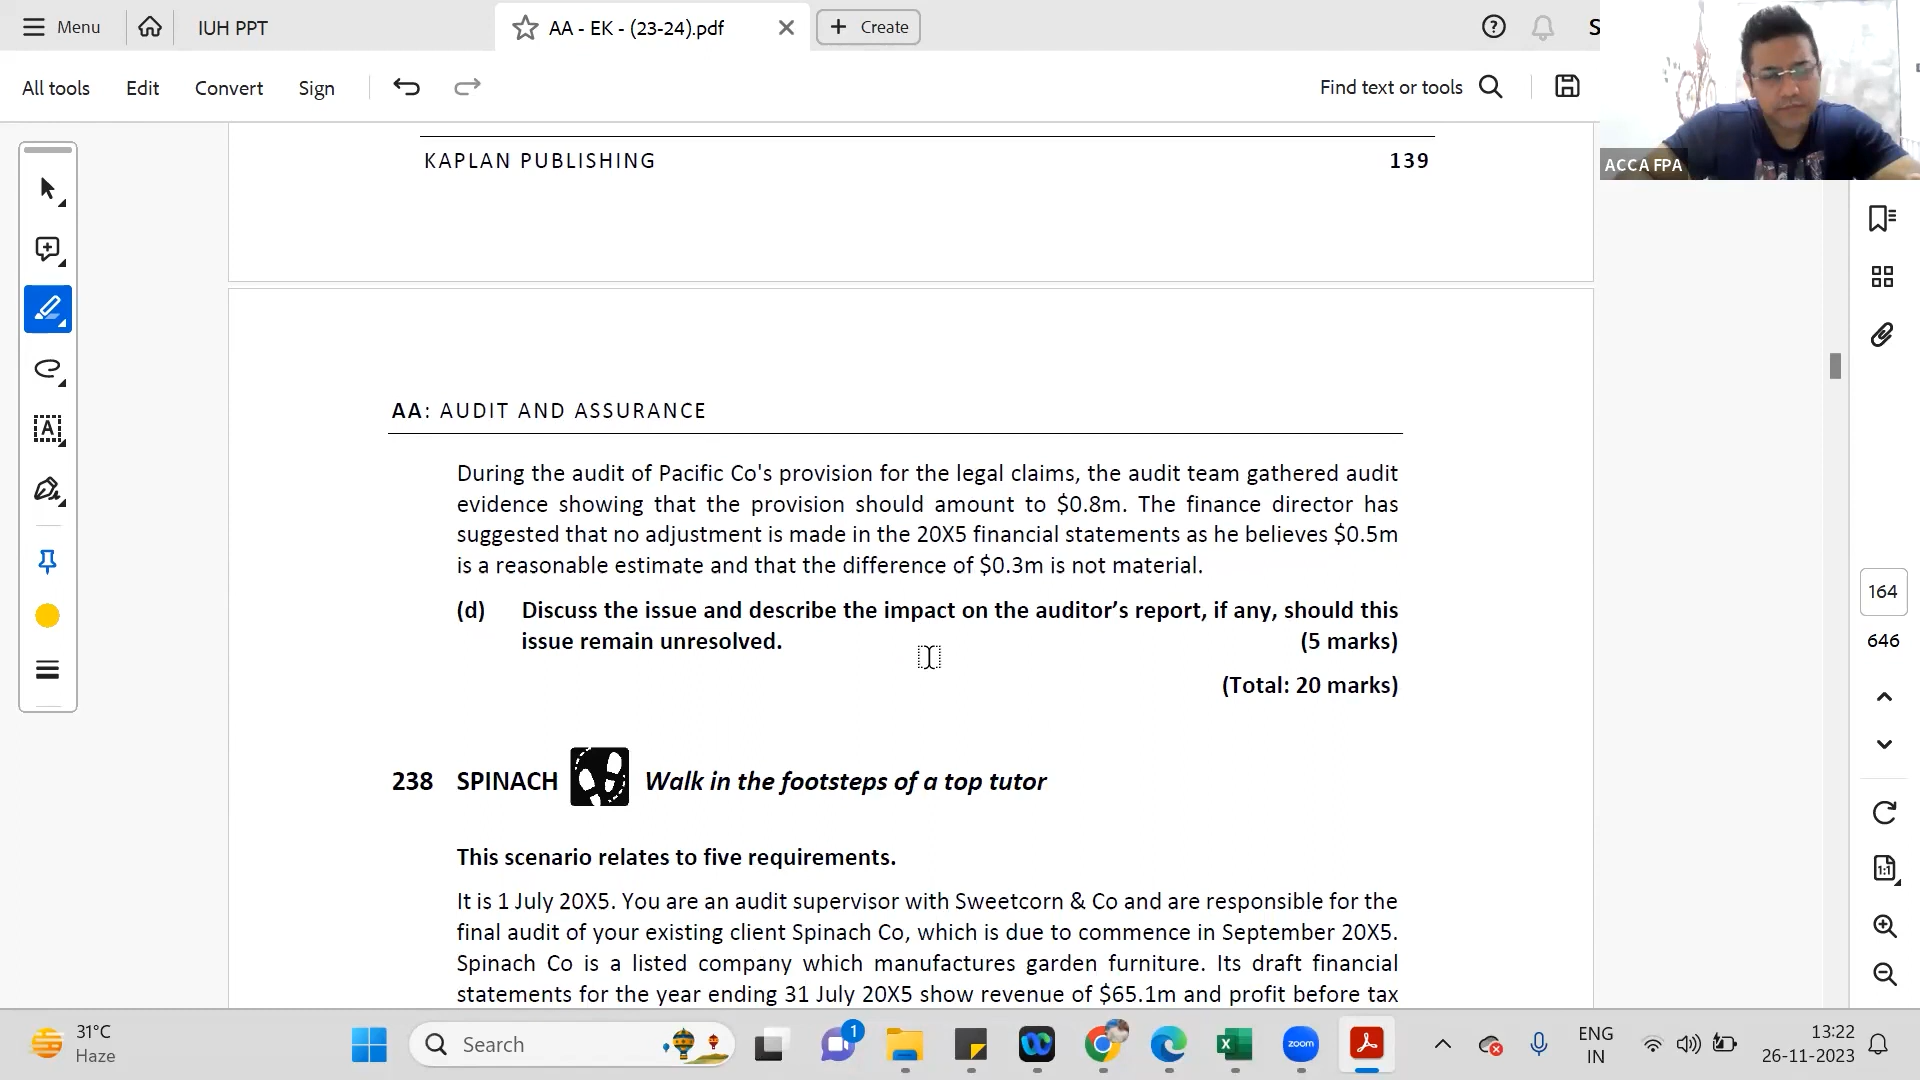 Menu
IUH PPT
AA - EK - (23-24).pdf
Create
S
All tools
Edit
Convert
Sign
Find text or tools
ACCA FPA
KAPLAN PUBLISHING
139
AA: AUDIT AND ASSURANCE
During the audit of Pacific Co's provision for the legal claims, the audit team gathered audit
evidence showing that the provision should amount to $0.8m. The finance director has
suggested that no adjustment is made in the 20X5 financial statements as he believes $0.5m
is a reasonable estimate and that the difference of $0.3m is not material.
(d) Discuss the issue and describe the impact on the auditor’s report, if any, should this
issue remain unresolved. (5 marks)
(Total: 20 marks)
238 SPINACH Walk in the footsteps of a top tutor
This scenario relates to five requirements.
It is 1 July 20X5. You are an audit supervisor with Sweetcorn & Co and are responsible for the
final audit of your existing client Spinach Co, which is due to commence in September 20X5.
Spinach Co is a listed company which manufactures garden furniture. Its draft financial
statements for the year ending 31 July 20X5 show revenue of $65.1m and profit before tax
164
646
1:1
31°C
Haze
Search
1
zoom
ENG
IN
13:22
26-11-2023